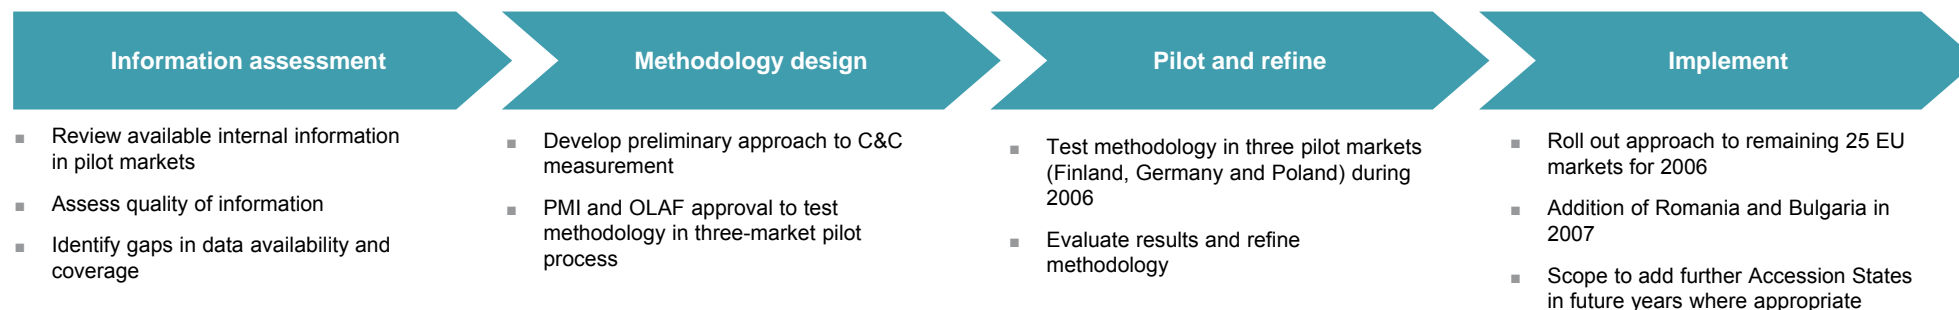 Information assessment
Review available internal information
in pilot markets
Assess quality of information
Identify gaps in data availability and
coverage
Methodology design
Develop preliminary approach to C&C
measurement
PMI and OLAF approval to test
methodology in three-market pilot
process
Pilot and refine
Test methodology in three pilot markets
(Finland, Germany and Poland) during
2006
Evaluate results and refine
methodology
Implement
Roll out approach to remaining 25 EU
markets for 2006
Addition of Romania and Bulgaria in
2007
Scope to add further Accession States
in future years where appropriate